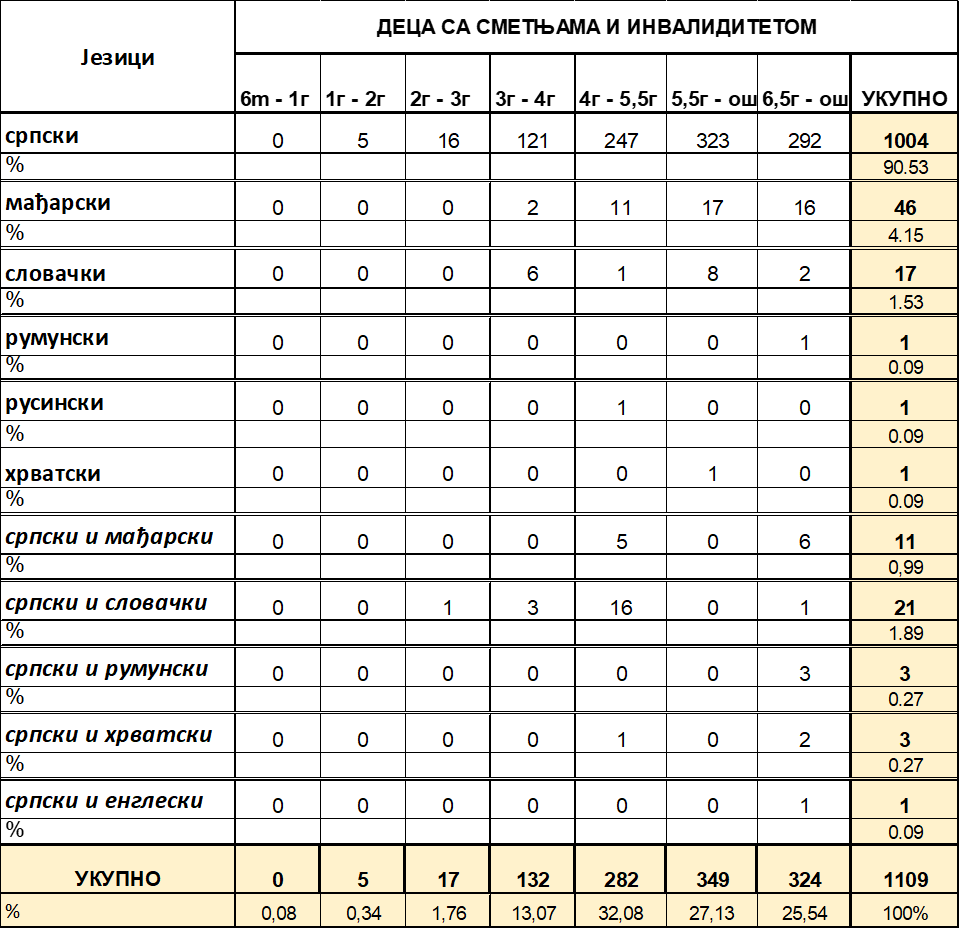 ДЕЦА СА СМЕТЊАМА И ИНВАЛИДИТЕТОМ
Језици
6m - 1г 1г - 2г 2г - 3г 3г - 4г 4г - 5,5г 5,5г - ош 6,5г - ош УКУПНО
српски 0 5 16 121 247 323 292 1004
% 90.53
мађарски 0 0 0 2 11 17 16 46
% 4.15
словачки 0 0 0 6 1 8 2 17
% 1.53
румунски 0 0 0 0 0 0 1 1
% 0.09
русински 0 0 0 0 1 0 0 1
% 0.09
хрватски 0 0 0 0 0 1 0 1
% 0.09
српски и мађарски 0 0 0 0 5 0 6 11
% 0,99
српски и словачки 0 0 1 3 16 0 1 21
% 1.89
српски и румунски 0 0 0 0 0 0 3 3
% 0.27
српски и хрватски 0 0 0 0 1 0 2 3
% 0.27
српски и енглески 0 0 0 0 0 0 1 1
% 0.09
УКУПНО 0 5 17 132 282 349 324 1109
% 0,08 0,34 1,76 13,07 32,08 27,13 25,54 100%